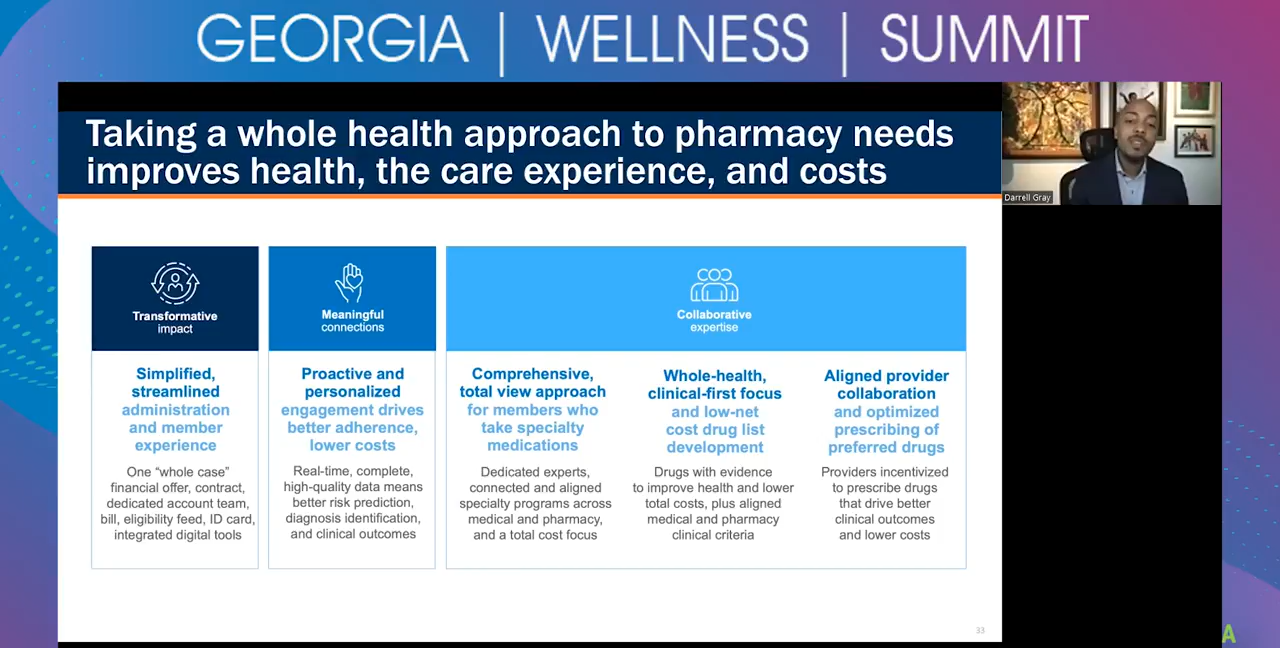 GEORGIA | WELLNESS | SUMMIT
Taking a whole health approach to pharmacy needs
improves health, the care experience, and costs
Darrell Gray
Transformative
impact
Simplified,
streamlined
administration
and member
experience
One “whole case”
financial offer, contract,
dedicated account team,
bill, eligibility feed, ID card,
integrated digital tools
Meaningful
connections
Proactive and
personalized
engagement drives
better adherence,
lower costs
Real-time, complete,
high-quality data means
better risk prediction,
diagnosis identification,
and clinical outcomes
Collaborative
expertise
Comprehensive,
total view approach
for members who
take specialty
medications
Dedicated experts,
connected and aligned
specialty programs across
medical and pharmacy,
and a total cost focus
Whole-health,
clinical-first focus
and low-net
cost drug list
development
Drugs with evidence
to improve health and lower
total costs, plus aligned
medical and pharmacy
clinical criteria
Aligned provider
collaboration
and optimized
prescribing of
preferred drugs
Providers incentivized
to prescribe drugs
that drive better
clinical outcomes
and lower costs
33
A